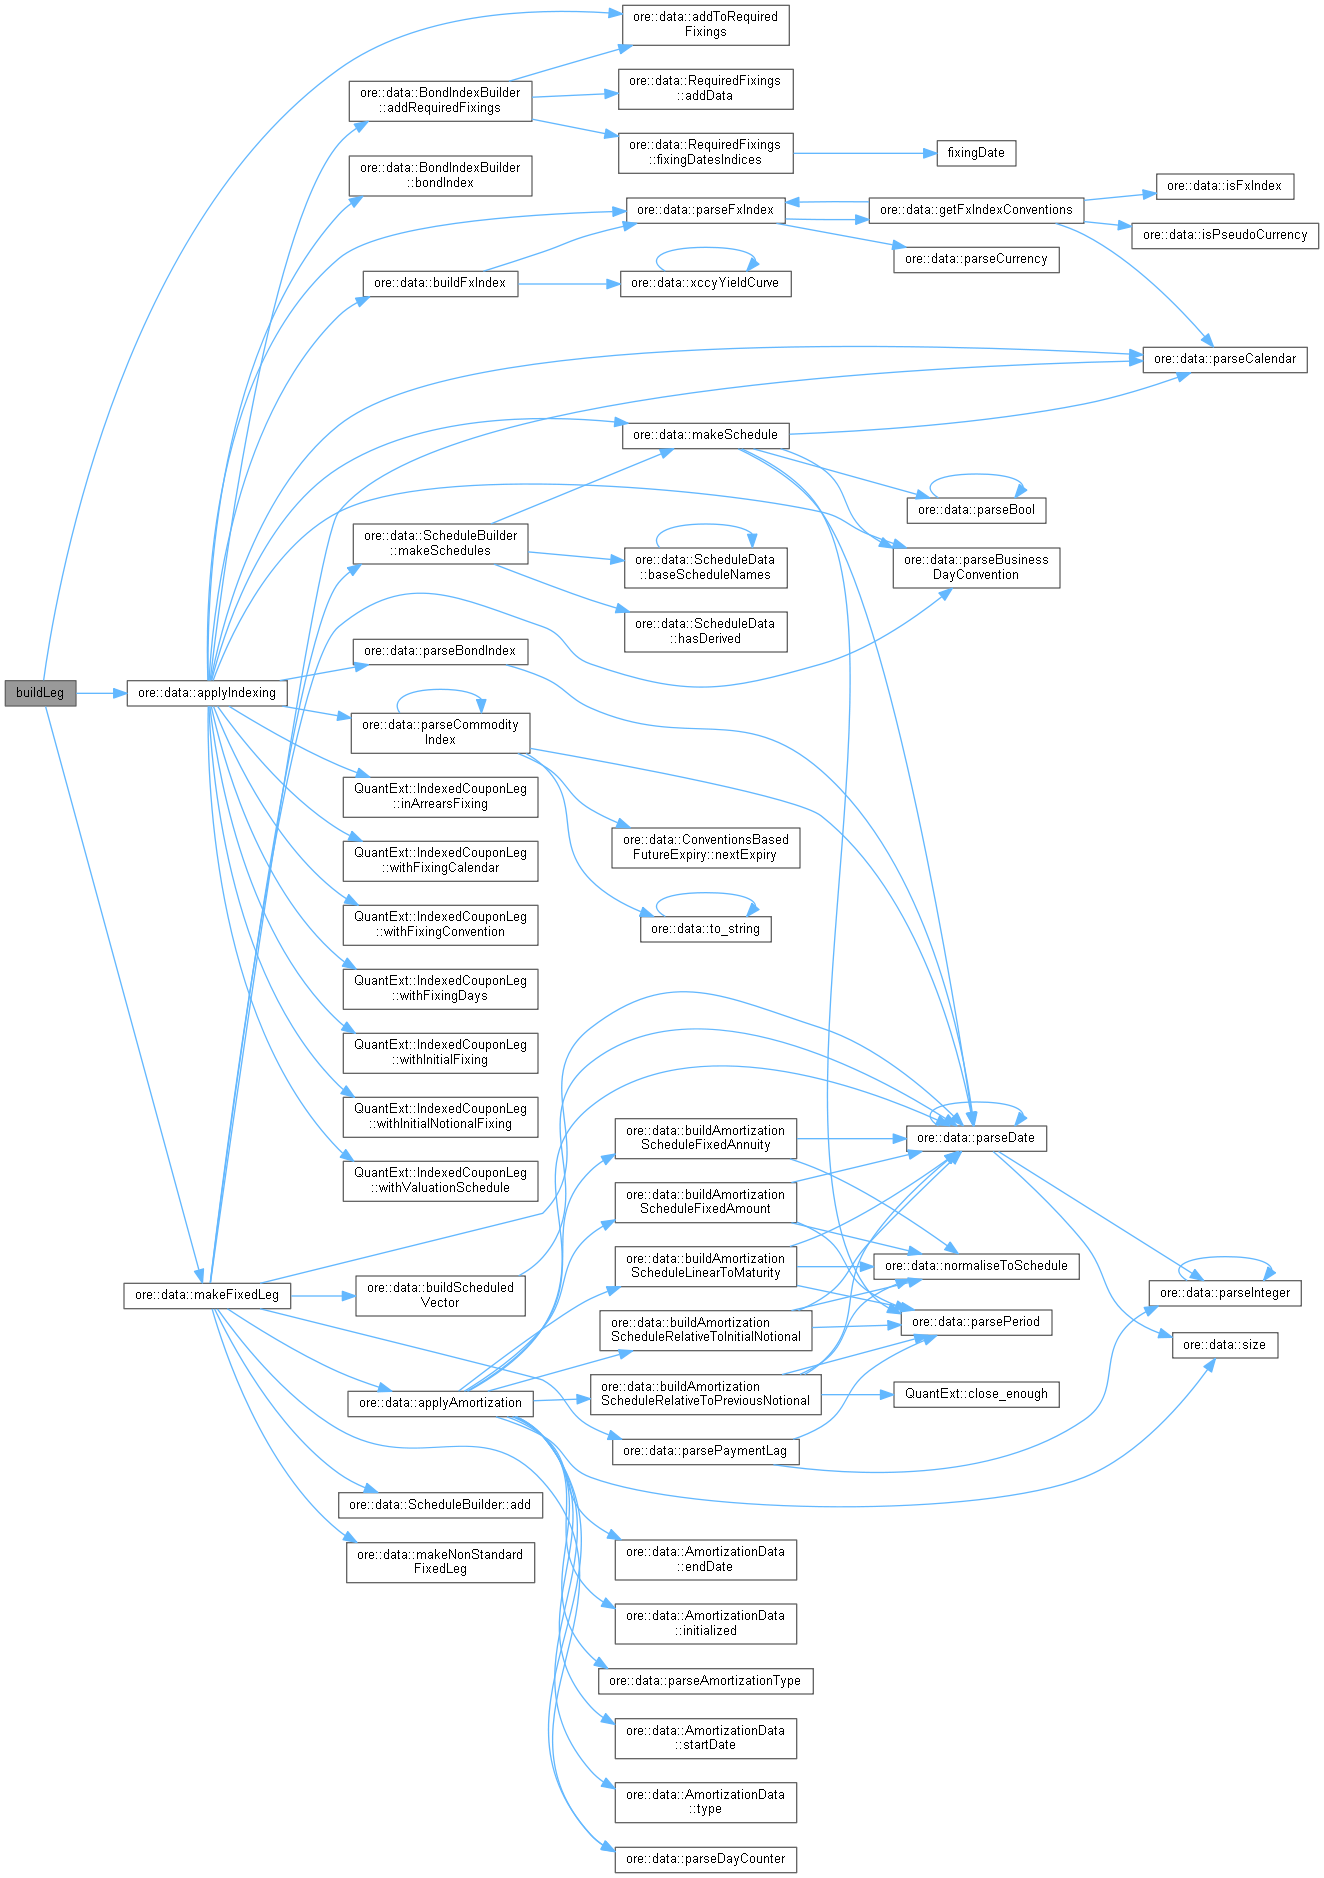 ore::data::addToRequired
Fixings
ore::data::BondIndexBuilder
::addRequiredFixings
ore::data::RequiredFixings
::addData
ore::data::RequiredFixings
::fixingDatesIndices
fixingDate
ore::data::BondIndexBuilder
::bondIndex
ore::data::parseFxIndex
ore::data::getFxIndexConventions
ore::data::isFxIndex
ore::data::isPseudoCurrency
ore::data::parseCurrency
ore::data::buildFxIndex
ore::data::xccyYieldCurve
ore::data::parseCalendar
ore::data::makeSchedule
ore::data::parseBool
ore::data::ScheduleBuilder
::makeSchedules
ore::data::ScheduleData
::baseScheduleNames
ore::data::parseBusiness
DayConvention
ore::data::ScheduleData
::hasDerived
ore::data::parseBondIndex
buildLeg
ore::data::applyIndexing
ore::data::parseCommodity
Index
QuantExt::IndexedCouponLeg
::inArrearsFixing
ore::data::ConventionsBased
FutureExpiry::nextExpiry
QuantExt::IndexedCouponLeg
::withFixingCalendar
QuantExt::IndexedCouponLeg
::withFixingConvention
ore::data::to_string
QuantExt::IndexedCouponLeg
::withFixingDays
QuantExt::IndexedCouponLeg
::withInitialFixing
QuantExt::IndexedCouponLeg
::withInitialNotionalFixing
QuantExt::IndexedCouponLeg
::withValuationSchedule
ore::data::buildAmortization
ScheduleFixedAnnuity
ore::data::parseDate
ore::data::buildAmortization
ScheduleFixedAmount
ore::data::buildAmortization
ScheduleLinearToMaturity
ore::data::normaliseToSchedule
ore::data::makeFixedLeg
ore::data::buildScheduled
Vector
ore::data::parseInteger
ore::data::buildAmortization
ScheduleRelativeToInitialNotional
ore::data::parsePeriod
ore::data::size
ore::data::applyAmortization
ore::data::buildAmortization
ScheduleRelativeToPreviousNotional
QuantExt::close_enough
ore::data::parsePaymentLag
ore::data::ScheduleBuilder::add
ore::data::makeNonStandard
FixedLeg
ore::data::AmortizationData
::endDate
ore::data::AmortizationData
::initialized
ore::data::parseAmortizationType
ore::data::AmortizationData
::startDate
ore::data::AmortizationData
::type
ore::data::parseDayCounter